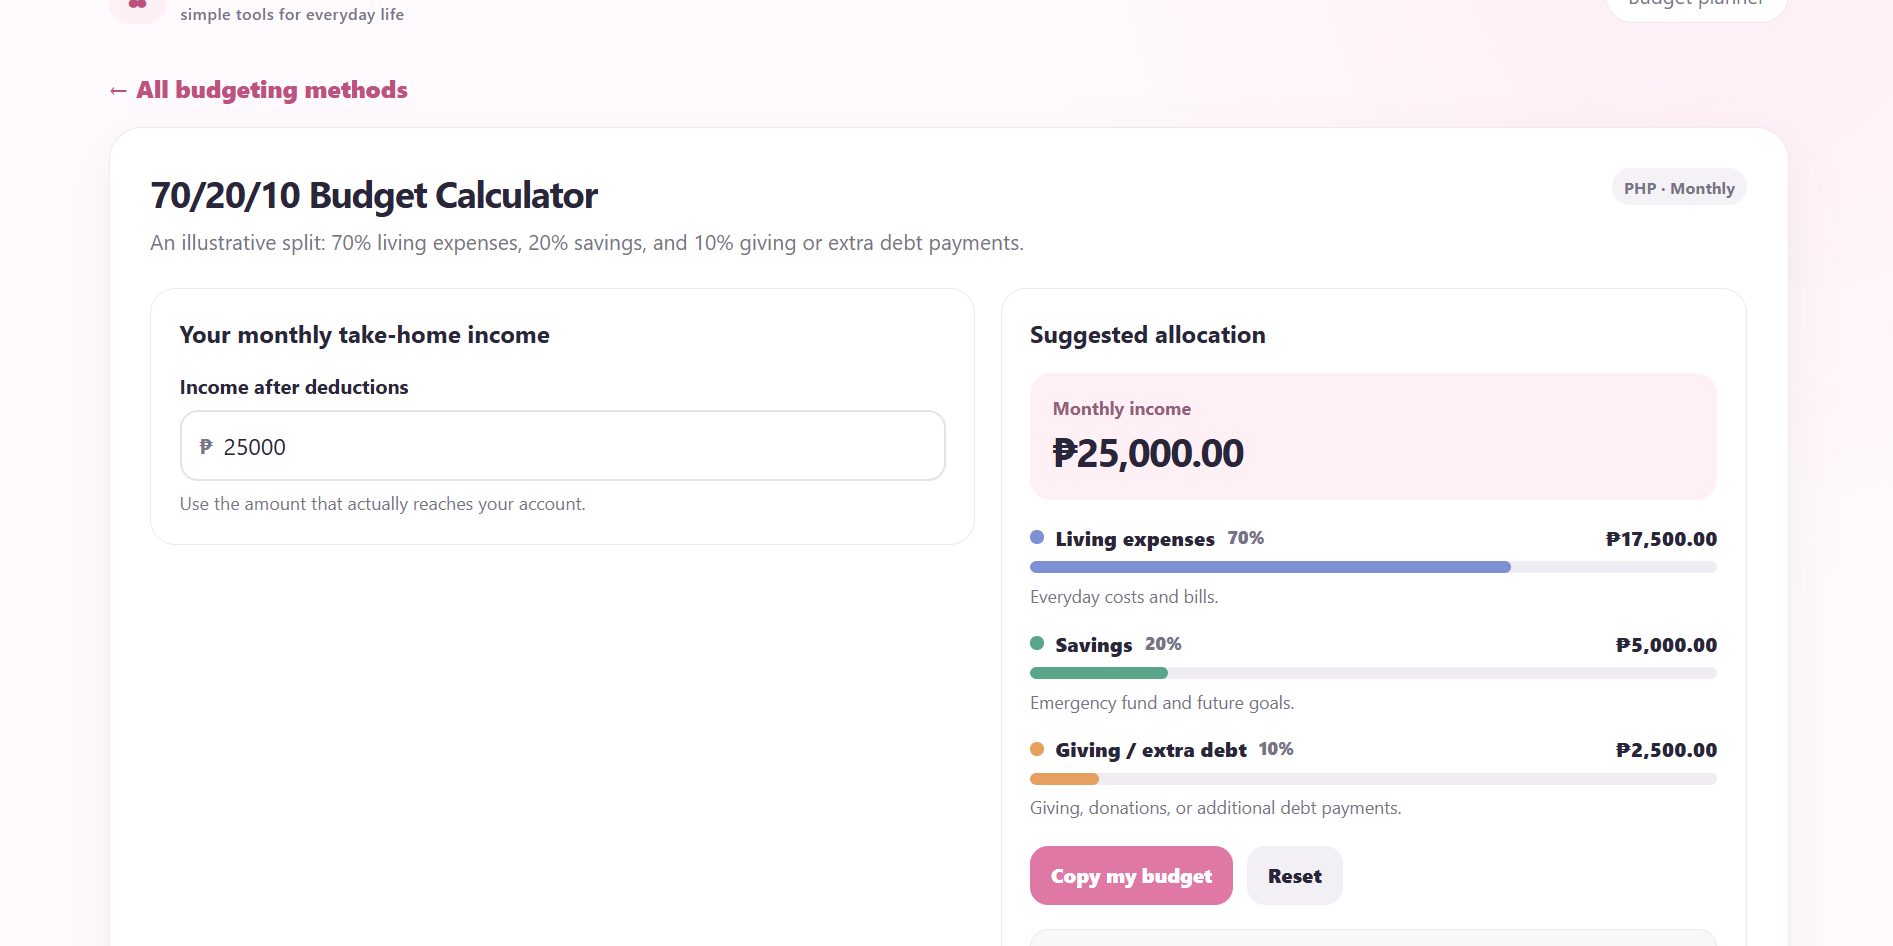 simple tools for everyday life
Budget planner
← All budgeting methods
70/20/10 Budget Calculator
PHP · Monthly
An illustrative split: 70% living expenses, 20% savings, and 10% giving or extra debt payments.
Your monthly take-home income
Income after deductions
₱ 25000
Use the amount that actually reaches your account.
Suggested allocation
Monthly income
₱25,000.00
Living expenses 70% ₱17,500.00
Everyday costs and bills.
Savings 20% ₱5,000.00
Emergency fund and future goals.
Giving / extra debt 10% ₱2,500.00
Giving, donations, or additional debt payments.
Copy my budget Reset